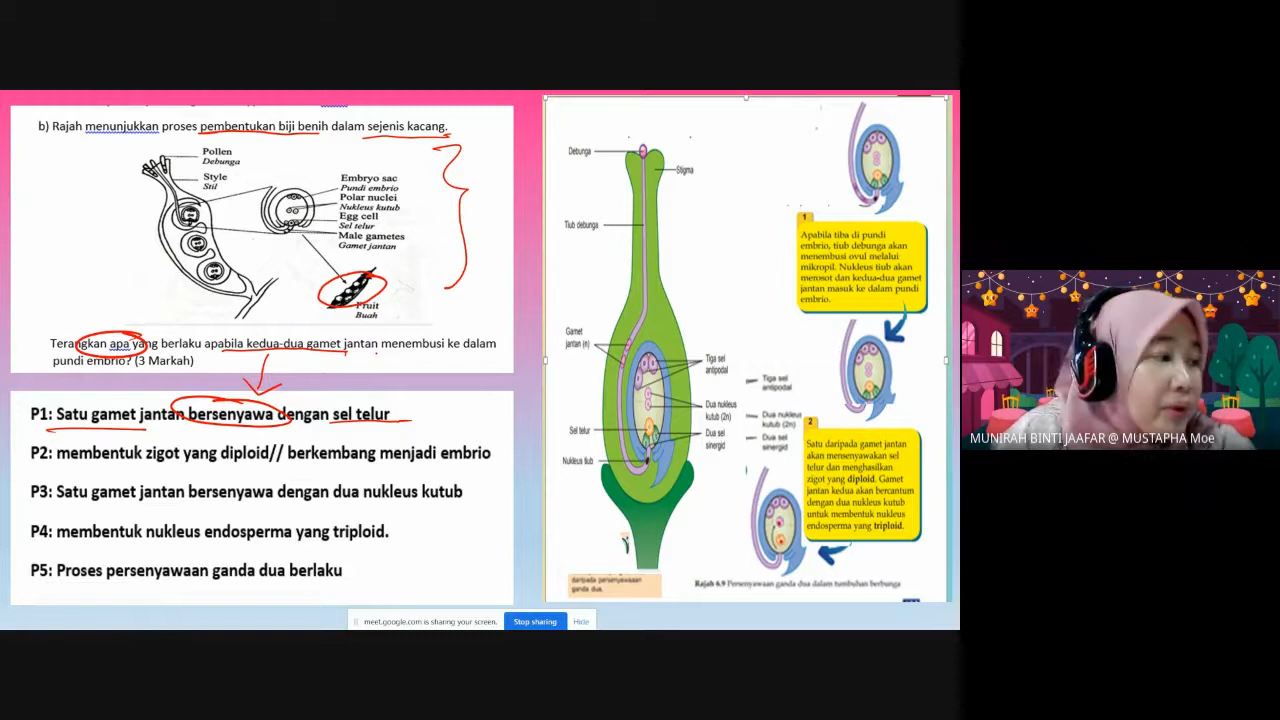 b) Rajah menunjukkan proses pembentukan biji benih dalam sejenis kacang.
Pollen
Debunga
Style
Stil
Embryo sac
Pundi embrio
Polar nuclei
Nukleus kutub
Egg cell
Sel telur
Male gametes
Gamet jantan
Fruit
Buah
Terangkan apa yang berlaku apabila kedua-dua gamet jantan menembusi ke dalam
pundi embrio? (3 Markah)
P1: Satu gamet jantan bersenyawa dengan sel telur
P2: membentuk zigot yang diploid// berkembang menjadi embrio
P3: Satu gamet jantan bersenyawa dengan dua nukleus kutub
P4: membentuk nukleus endosperma yang triploid.
P5: Proses persenyawaan ganda dua berlaku
Debunga
Stigma
Tiub debunga
Gamet
jantan (n)
Tiga sel
antipodal
Dua nukleus
kutub (2n)
Sel telur
Dua sel
sinergid
Nukleus tiub
Tiga sel
antipodal
Dua nukleus
kutub (2n)
Dua sel
sinergid
1
Apabila tiba di pundi
embrio, tiub debunga akan
menembusi ovul melalui
mikropil. Nukleus tiub akan
merosot dan kedua-dua gamet
jantan masuk ke dalam pundi
embrio.
2
Satu daripada gamet jantan
akan mensenyawakan sel
telur dan menghasilkan
zigot yang diploid. Gamet
jantan kedua akan bercantum
dengan dua nukleus kutub
untuk membentuk nukleus
endosperma yang triploid.
daripada persenyawaan
ganda dua.
Rajah 6.9 Persenyawaan ganda dua dalam tumbuhan berbunga
meet.google.com is sharing your screen.
Stop sharing
Hide
MUNIRAH BINTI JAAFAR @ MUSTAPHA Moe